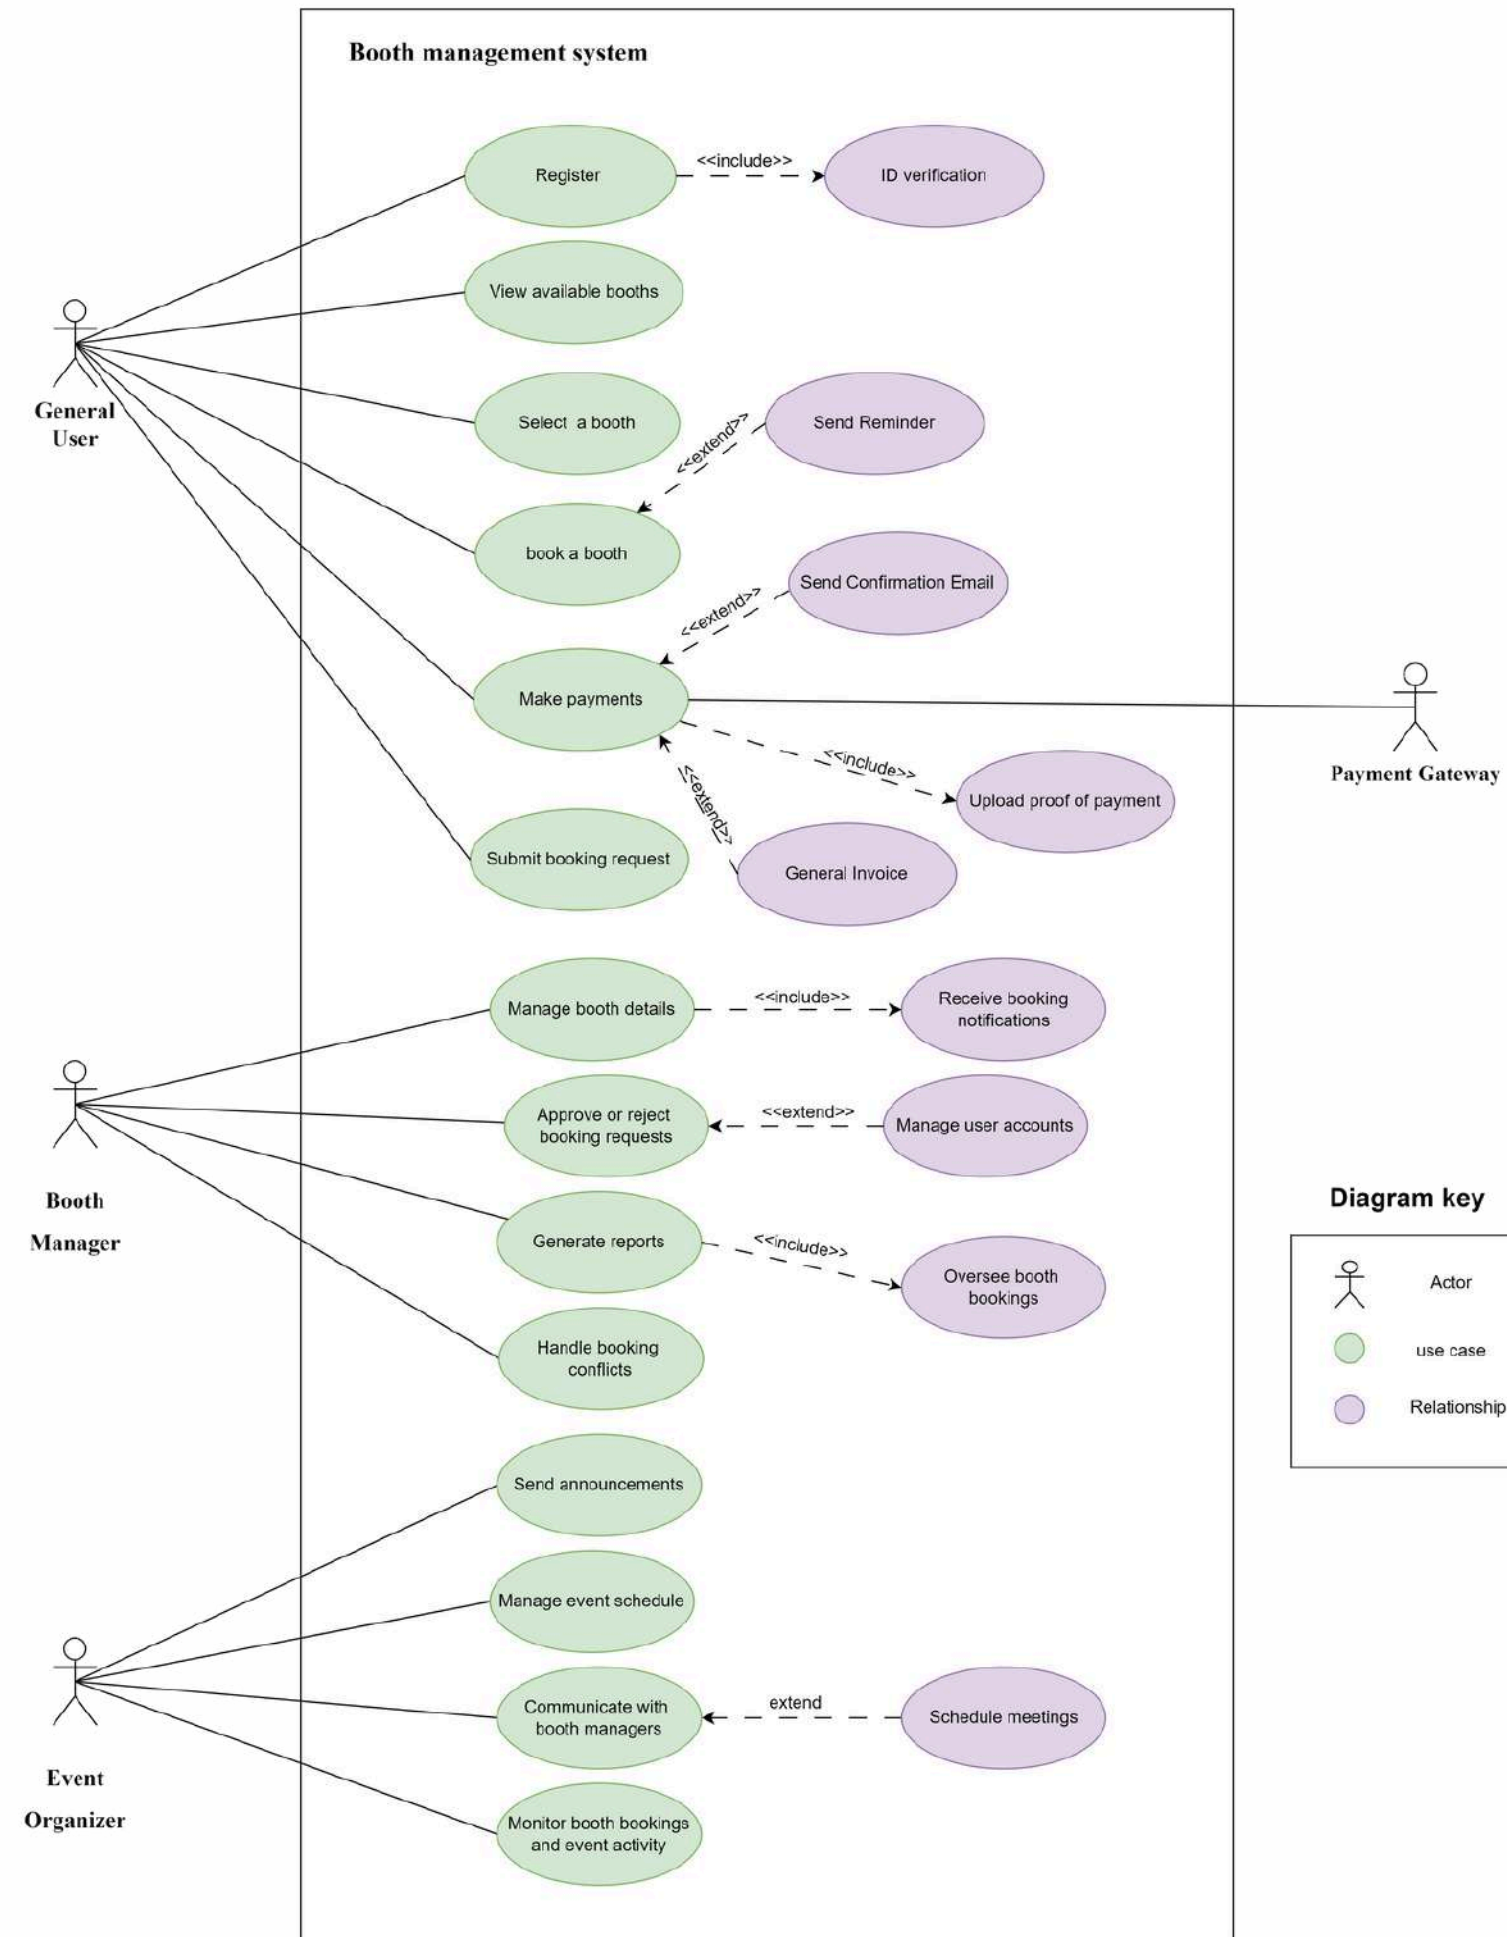 Booth management system
Register
<<include>>
ID verification
View available booths
General
User
Select  a booth
<<extend>>
Send Reminder
book a booth
Send Confirmation Email
<<extend>>
Make payments
Payment Gateway
<<include>>
Upload proof of payment
<<extend>>
General Invoice
Submit booking request
Manage booth details
<<include>>
Receive booking
notifications
Approve or reject
booking requests
<<extend>>
Manage user accounts
Booth
Manager
Generate reports
<<include>>
Oversee booth
bookings
Handle booking
conflicts
Diagram key
Actor
use case
Relationship
Send announcements
Manage event schedule
Communicate with
booth managers
extend
Schedule meetings
Event
Organizer
Monitor booth bookings
and event activity